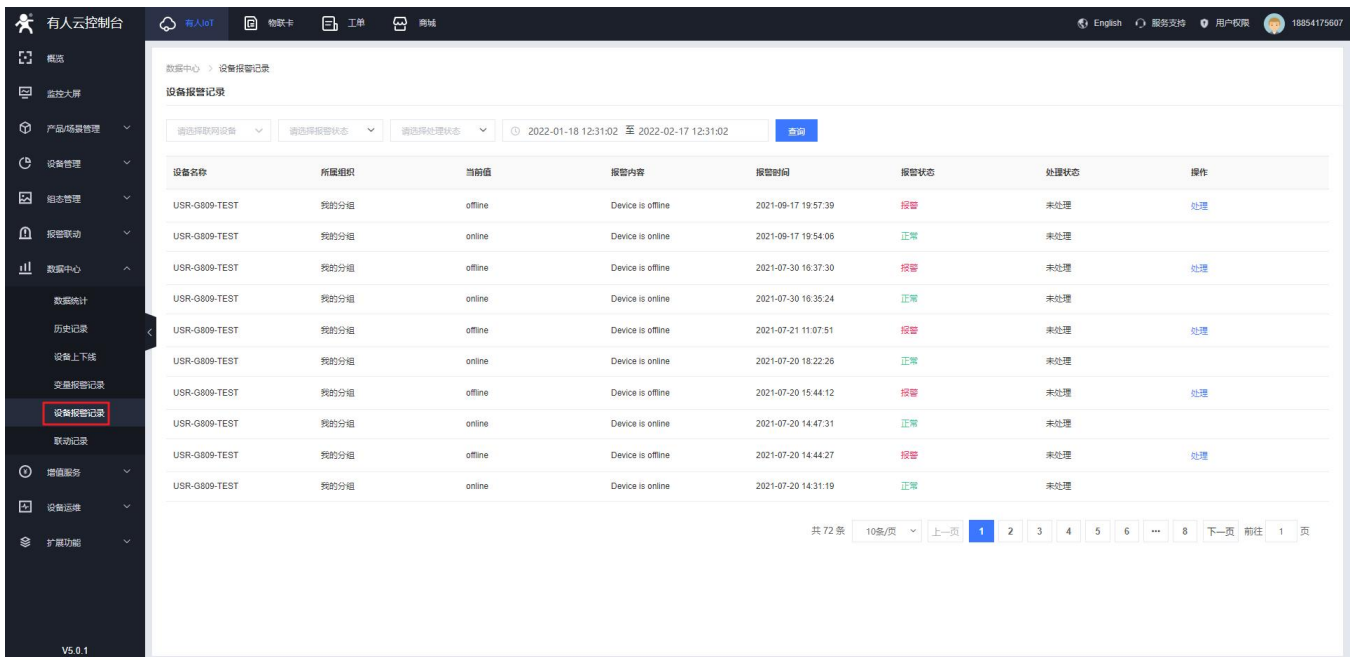 有人云控制台 有人IoT 物联卡 工单 商城 English 服务支持 用户权限 18854175607
概览
监控大屏
产品/场景管理
设备管理
组态管理
报警联动
数据中心
数据统计
历史记录
设备上下线
变量报警记录
设备报警记录
联动记录
增值服务
设备运维
扩展功能
V5.0.1
数据中心 > 设备报警记录
设备报警记录
请选择联网设备 请选择报警状态 请选择处理状态 2022-01-18 12:31:02 至 2022-02-17 12:31:02 查询
设备名称 所属组织 当前值 报警内容 报警时间 报警状态 处理状态 操作
USR-G809-TEST 我的分组 offline Device is offline 2021-09-17 19:57:39 报警 未处理 处理
USR-G809-TEST 我的分组 online Device is online 2021-09-17 19:54:06 正常 未处理
USR-G809-TEST 我的分组 offline Device is offline 2021-07-30 16:37:30 报警 未处理 处理
USR-G809-TEST 我的分组 online Device is online 2021-07-30 16:35:24 正常 未处理
USR-G809-TEST 我的分组 offline Device is offline 2021-07-21 11:07:51 报警 未处理 处理
USR-G809-TEST 我的分组 online Device is online 2021-07-20 18:22:26 正常 未处理
USR-G809-TEST 我的分组 offline Device is offline 2021-07-20 15:44:12 报警 未处理 处理
USR-G809-TEST 我的分组 online Device is online 2021-07-20 14:47:31 正常 未处理
USR-G809-TEST 我的分组 offline Device is offline 2021-07-20 14:44:27 报警 未处理 处理
USR-G809-TEST 我的分组 online Device is online 2021-07-20 14:31:19 正常 未处理
共 72 条 10条/页 上一页 1 2 3 4 5 6 ··· 8 下一页 前往 1 页